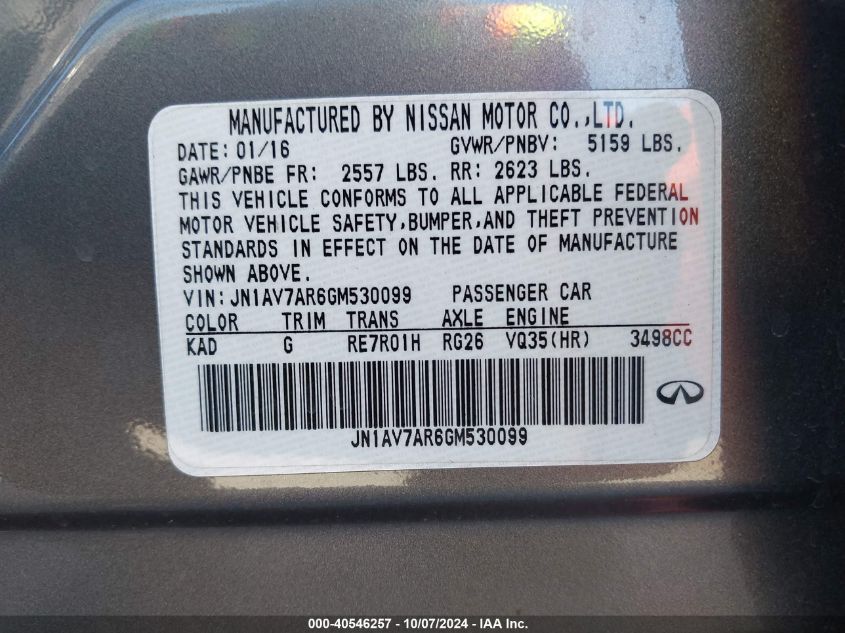 MANUFACTURED BY NISSAN MOTOR CO.,LTD.
DATE: 01/16 GVWR/PNBV: 5159 LBS.
GAWR/PNBE FR: 2557 LBS. RR: 2623 LBS.
THIS VEHICLE CONFORMS TO ALL APPLICABLE FEDERAL
MOTOR VEHICLE SAFETY,BUMPER,AND THEFT PREVENTION
STANDARDS IN EFFECT ON THE DATE OF MANUFACTURE
SHOWN ABOVE.
VIN:JN1AV7AR6GM530099 PASSENGER CAR
COLOR TRIM TRANS AXLE ENGINE
KAD G RE7R01H RG26 VQ35(HR) 3498CC
JN1AV7AR6GM530099
000-40546257 - 10/07/2024 - IAA Inc.